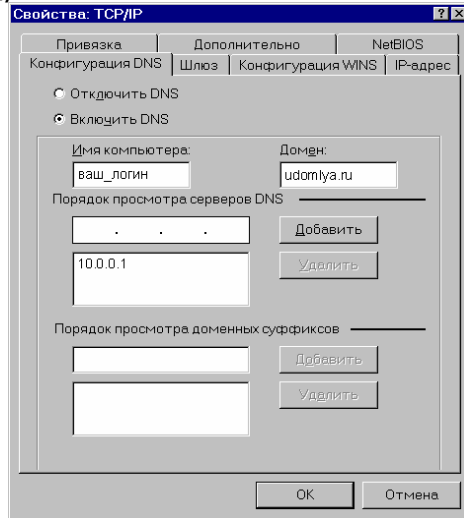 Свойства: TCP/IP
Привязка Дополнительно NetBIOS
Конфигурация DNS Шлюз Конфигурация WINS IP-адрес
Отключить DNS
Включить DNS
Имя компьютера: Домен:
ваш_логин udomlya.ru
Порядок просмотра серверов DNS
. . . Добавить
10.0.0.1 Удалить
Порядок просмотра доменных суффиксов
Добавить
Удалить
OK Отмена